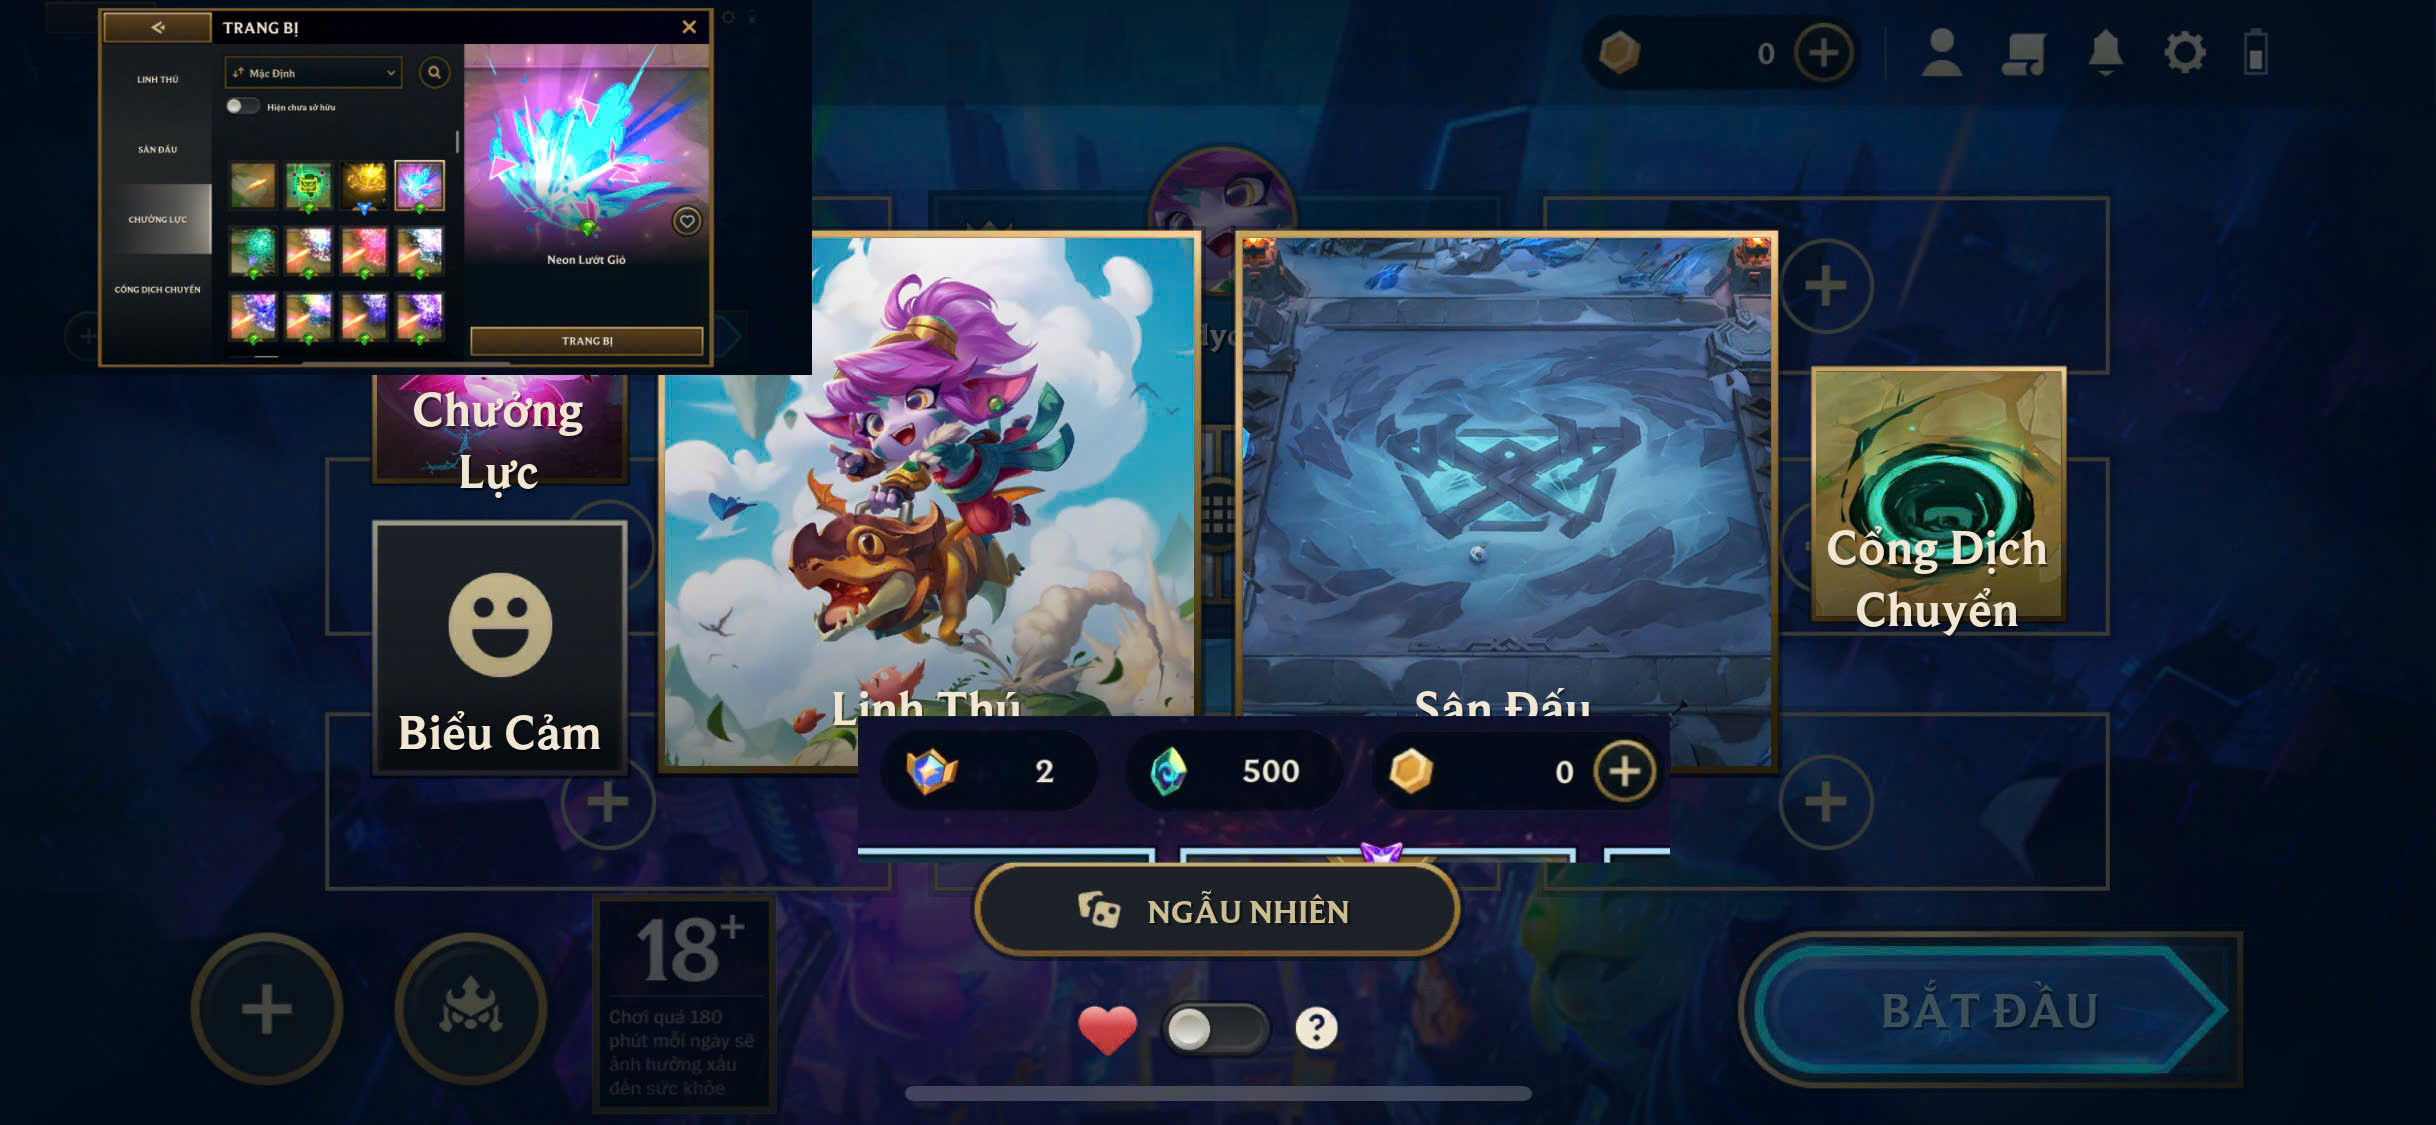 TRANG BỊ
LINH THÚ
SÂN ĐẤU
CHƯỞNG LỰC
CỔNG DỊCH CHUYỂN
Mặc Định
Hiện chưa sở hữu
Neon Lướt Gió
TRANG BỊ
0
Chưởng
Lực
Biểu Cảm
Linh Thú
Sân Đấu
Cổng Dịch
Chuyển
2
500
0
NGẪU NHIÊN
18+
Chơi quá 180
phút mỗi ngày sẽ
ảnh hưởng xấu
đến sức khỏe
BẮT ĐẦU